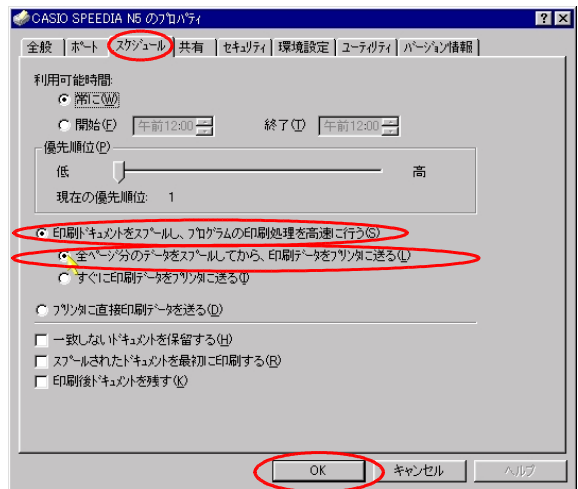 CASIO SPEEDIA N5 のプロパティ
全般 ポート スケジュール 共有 セキュリティ 環境設定 ユーティリティ バージョン情報
利用可能時間:
常に(W)
開始(F) 午前12:00 終了(T) 午前12:00
優先順位(P)
低 高
現在の優先順位: 1
印刷ドキュメントをスプールし、プログラムの印刷処理を高速に行う(S)
全ページ分のデータをスプールしてから、印刷データをプリンタに送る(L)
すぐに印刷データをプリンタに送る(I)
プリンタに直接印刷データを送る(D)
一致しないドキュメントを保留する(H)
スプールされたドキュメントを最初に印刷する(R)
印刷後ドキュメントを残す(K)
OK キャンセル ヘルプ